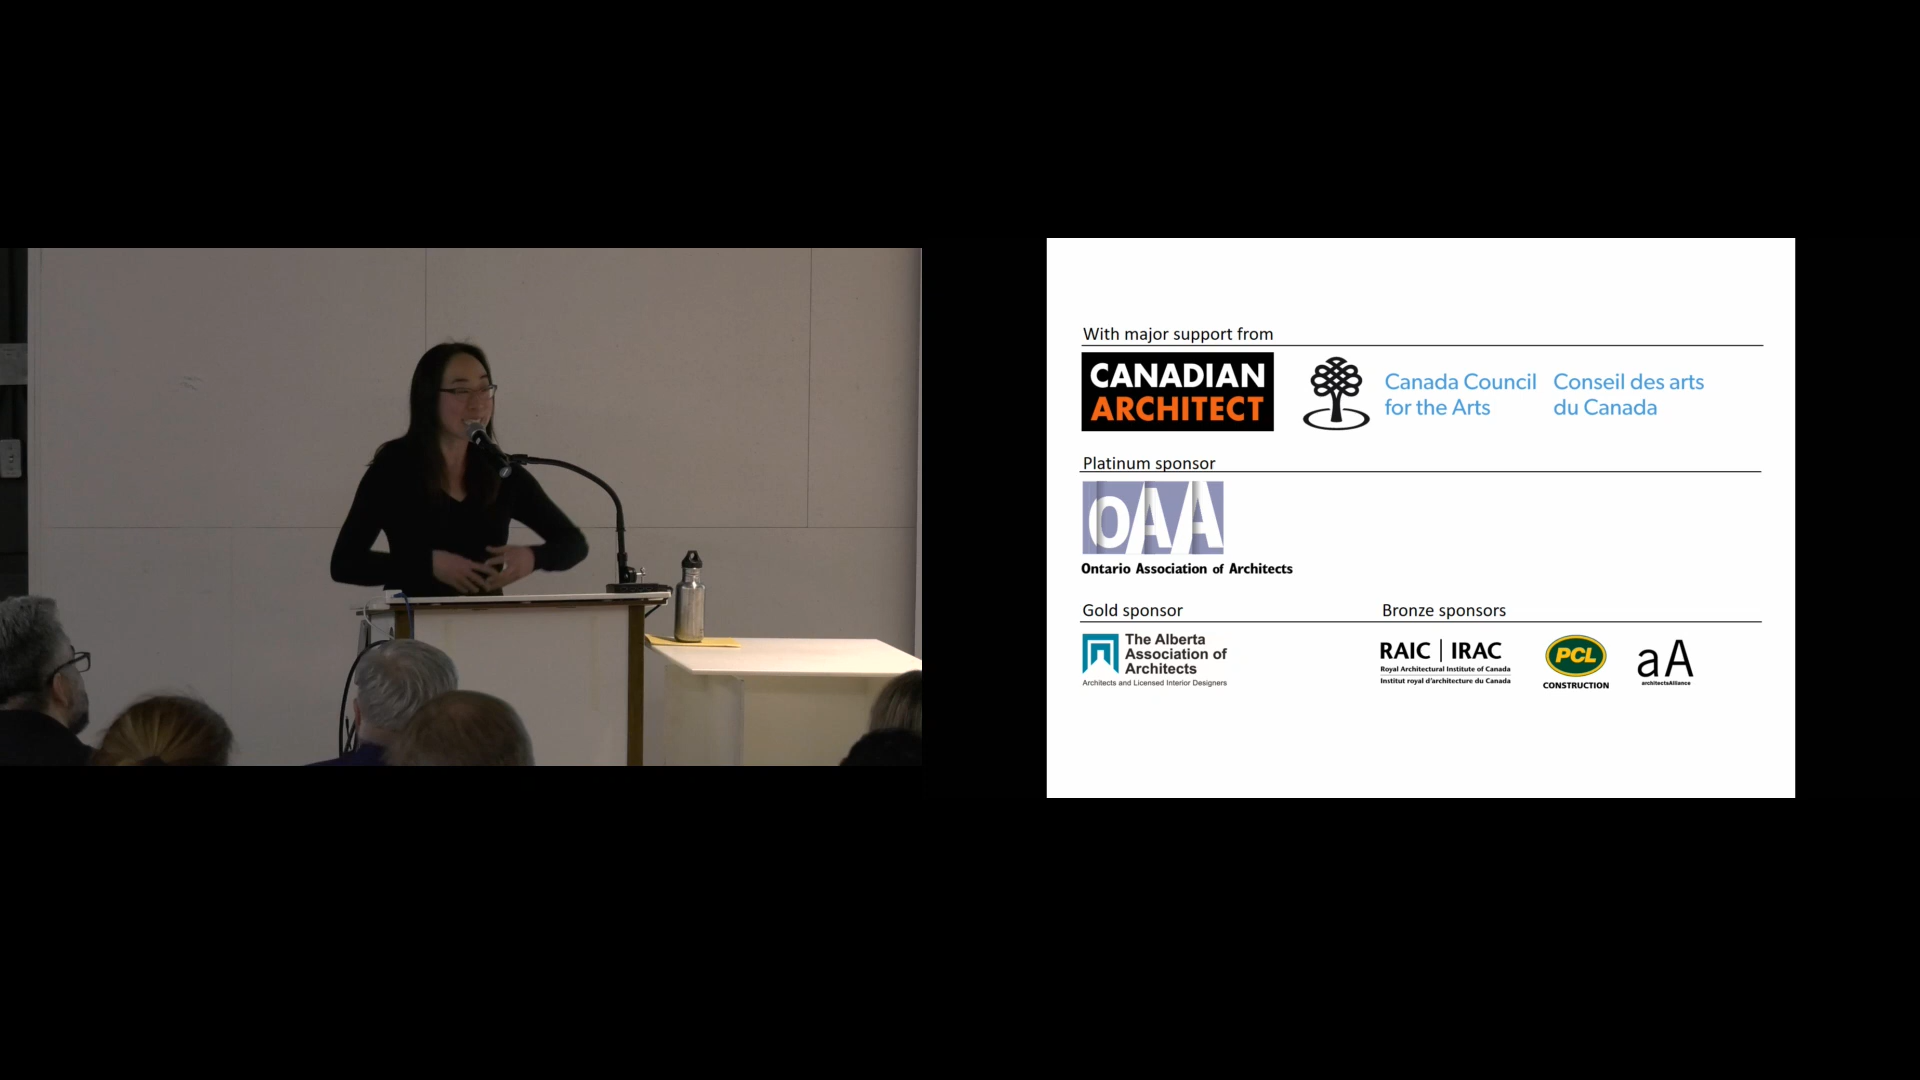 With major support from
CANADIAN
ARCHITECT
Canada Council
for the Arts
Conseil des arts
du Canada
Platinum sponsor
OAA
Ontario Association of Architects
Gold sponsor
The Alberta
Association of
Architects
Architects and Licensed Interior Designers
Bronze sponsors
RAIC | IRAC
Royal Architectural Institute of Canada
Institut royal d'architecture du Canada
PCL
CONSTRUCTION
aA
architectsAlliance